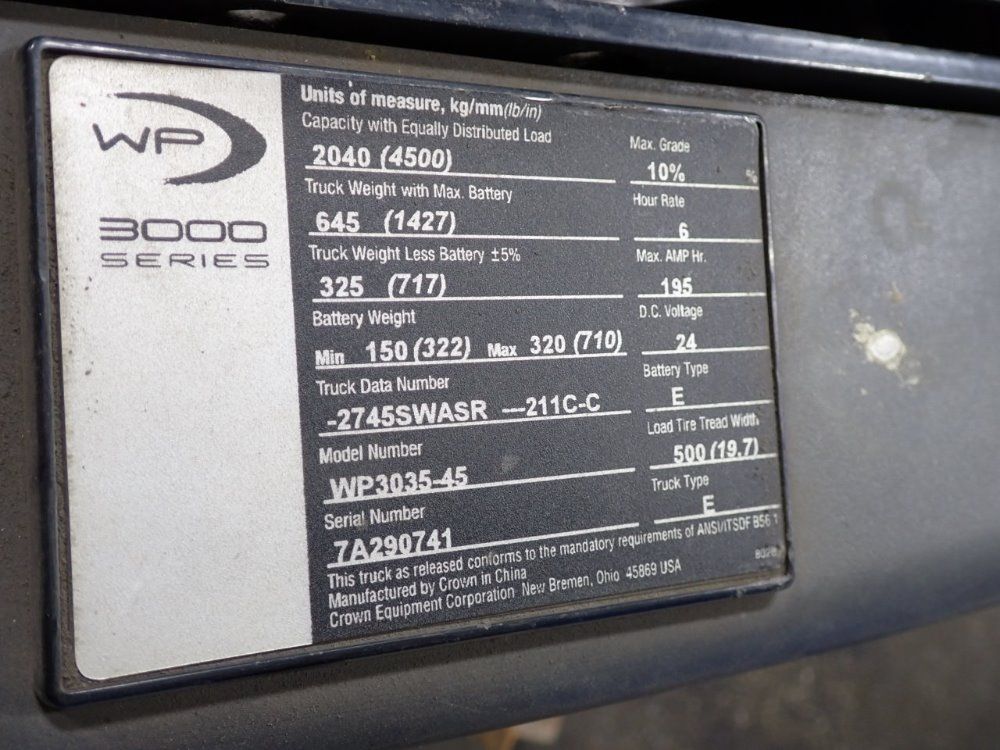 WP
3000
SERIES
Units of measure, kg/mm(lb/in)
Capacity with Equally Distributed Load
2040 (4500)
Truck Weight with Max. Battery
645 (1427)
Truck Weight Less Battery ±5%
325 (717)
Battery Weight
Min 150 (322) Max 320 (710)
Truck Data Number
-2745SWASR ---211C-C
Model Number
WP3035-45
Serial Number
7A290741
Max. Grade
10% %
Hour Rate
6
Max. AMP Hr.
195
D.C. Voltage
24
Battery Type
E
Load Tire Tread Width
500 (19.7)
Truck Type
E
This truck as released conforms to the mandatory requirements of ANSI/ITSDF B56.1
Manufactured by Crown in China
Crown Equipment Corporation New Bremen, Ohio 45869 USA